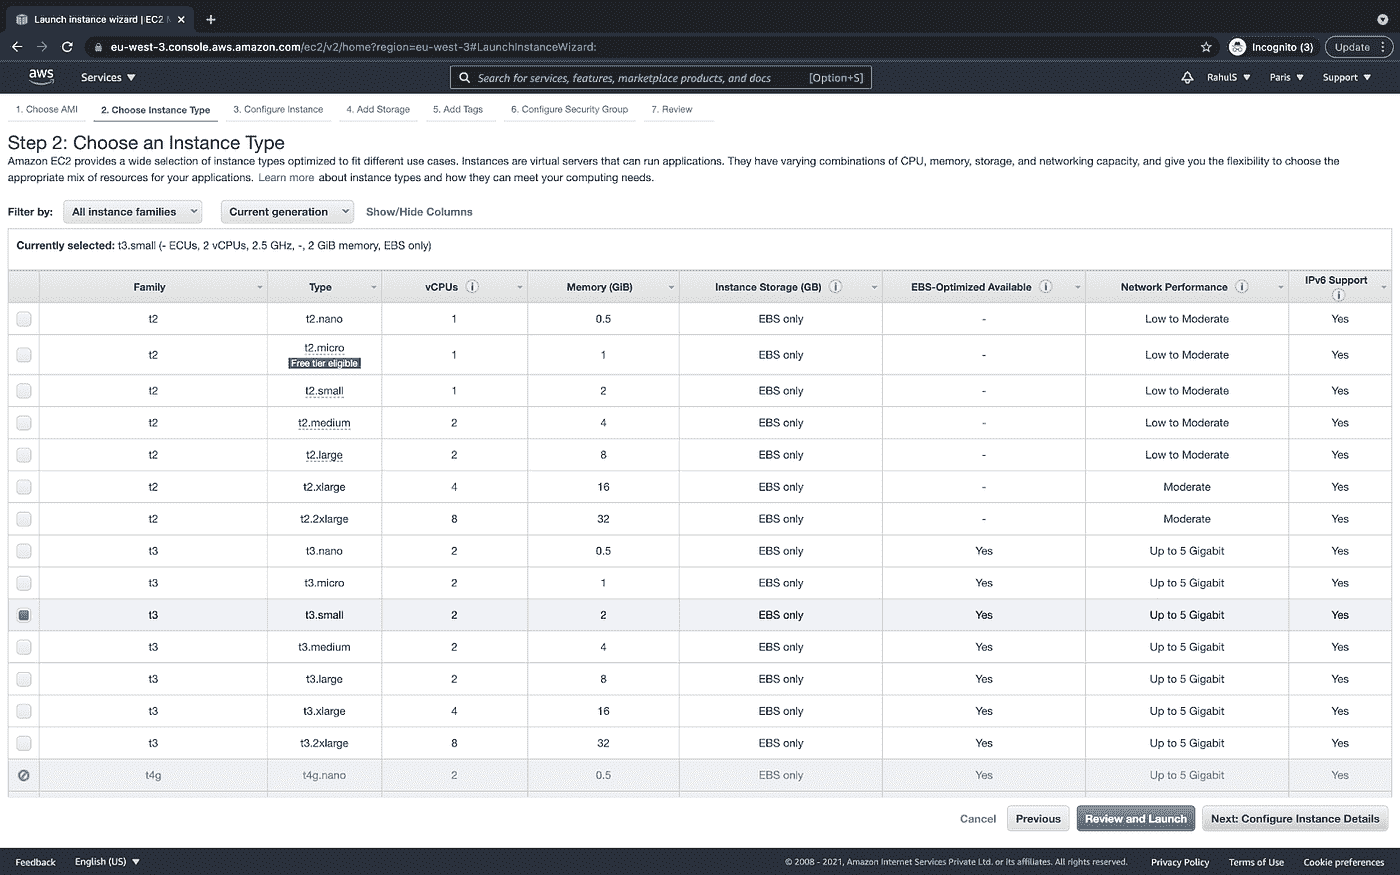 Launch instance wizard | EC2 M
eu-west-3.console.aws.amazon.com/ec2/v2/home?region=eu-west-3#LaunchInstanceWizard:
Incognito (3)
Update
aws
Services
Search for services, features, marketplace products, and docs
[Option+S]
RahulS
Paris
Support
1. Choose AMI
2. Choose Instance Type
3. Configure Instance
4. Add Storage
5. Add Tags
6. Configure Security Group
7. Review
Step 2: Choose an Instance Type
Amazon EC2 provides a wide selection of instance types optimized to fit different use cases. Instances are virtual servers that can run applications. They have varying combinations of CPU, memory, storage, and networking capacity, and give you the flexibility to choose the
appropriate mix of resources for your applications. Learn more about instance types and how they can meet your computing needs.
Filter by: All instance families Current generation Show/Hide Columns
Currently selected: t3.small (- ECUs, 2 vCPUs, 2.5 GHz, -, 2 GiB memory, EBS only)
Family Type vCPUs Memory (GiB) Instance Storage (GB) EBS-Optimized Available Network Performance IPv6 Support
t2 t2.nano 1 0.5 EBS only - Low to Moderate Yes
t2 t2.micro 1 1 EBS only - Low to Moderate Yes
Free tier eligible
t2 t2.small 1 2 EBS only - Low to Moderate Yes
t2 t2.medium 2 4 EBS only - Low to Moderate Yes
t2 t2.large 2 8 EBS only - Low to Moderate Yes
t2 t2.xlarge 4 16 EBS only - Moderate Yes
t2 t2.2xlarge 8 32 EBS only - Moderate Yes
t3 t3.nano 2 0.5 EBS only Yes Up to 5 Gigabit Yes
t3 t3.micro 2 1 EBS only Yes Up to 5 Gigabit Yes
t3 t3.small 2 2 EBS only Yes Up to 5 Gigabit Yes
t3 t3.medium 2 4 EBS only Yes Up to 5 Gigabit Yes
t3 t3.large 2 8 EBS only Yes Up to 5 Gigabit Yes
t3 t3.xlarge 4 16 EBS only Yes Up to 5 Gigabit Yes
t3 t3.2xlarge 8 32 EBS only Yes Up to 5 Gigabit Yes
t4g t4g.nano 2 0.5 EBS only Yes Up to 5 Gigabit Yes
Cancel Previous Review and Launch Next: Configure Instance Details
Feedback English (US) © 2008 - 2021, Amazon Internet Services Private Ltd. or its affiliates. All rights reserved. Privacy Policy Terms of Use Cookie preferences